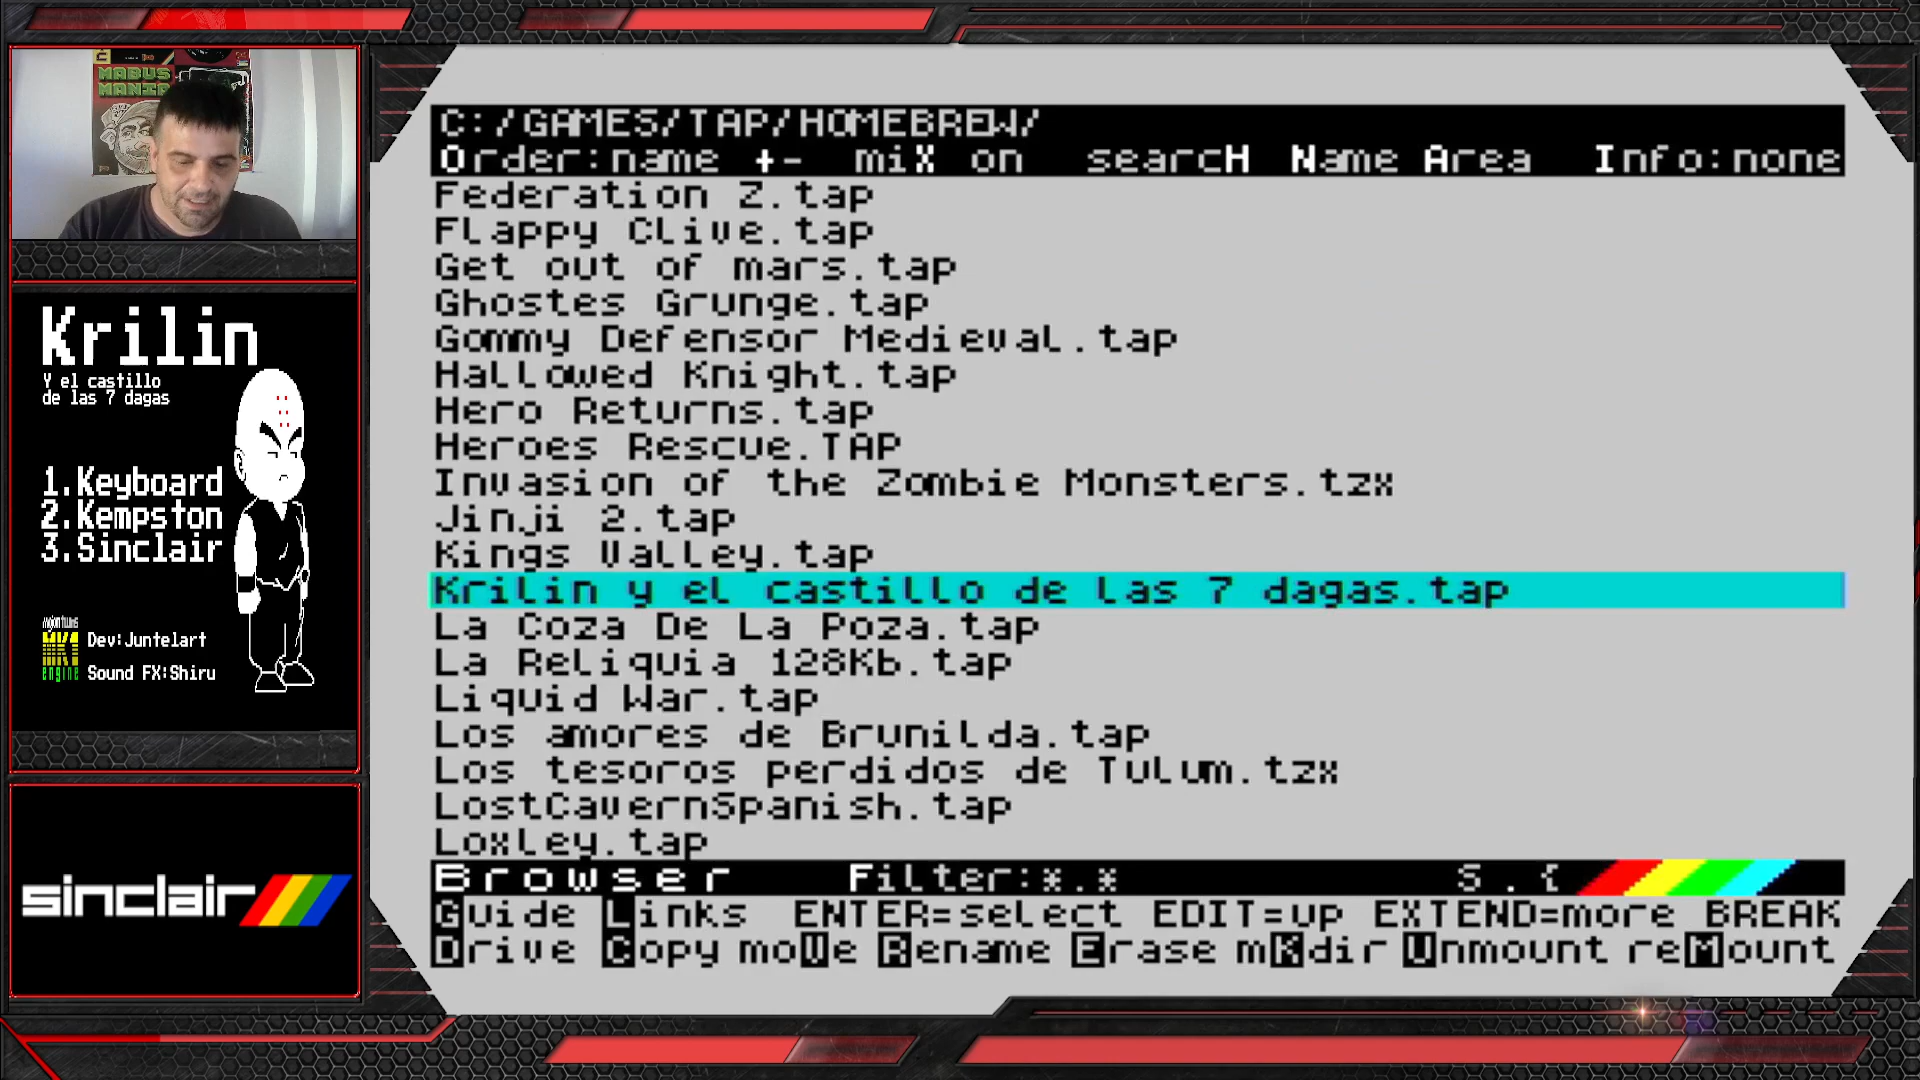 MABUS
MANIA
Krilin
Y el castillo
de las 7 dagas
1.Keyboard
2.Kempston
3.Sinclair
mojontwins
MK1
engine
Dev:Juntelart
Sound FX:Shiru
sinclair
C:/GAMES/TAP/HOMEBREW/
Order:name +- miX on searcH Name Area Info:none
Federation Z.tap
Flappy Clive.tap
Get out of mars.tap
Ghostes Grunge.tap
Gommy Defensor Medieval.tap
Hallowed Knight.tap
Hero Returns.tap
Heroes Rescue.TAP
Invasion of the Zombie Monsters.tzx
Jinji 2.tap
Kings Valley.tap
Krilin y el castillo de las 7 dagas.tap
La Coza De La Poza.tap
La Reliquia 128Kb.tap
Liquid War.tap
Los amores de Brunilda.tap
Los tesoros perdidos de Tulum.tzx
LostCavernSpanish.tap
Loxley.tap
Browser Filter:*.* S.{
Guide Links ENTER=select EDIT=up EXTEND=more BREAK
Drive Copy moVe Rename Erase mKdir Unmount reMount